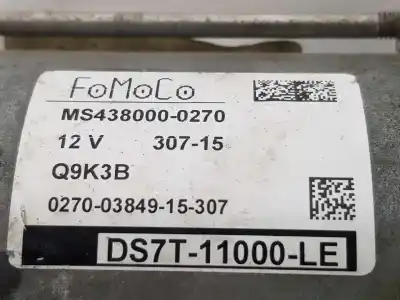 FoMoCo
MS438000-0270
12 V 307-15
Q9K3B
0270-03849-15-307
DS7T-11000-LE